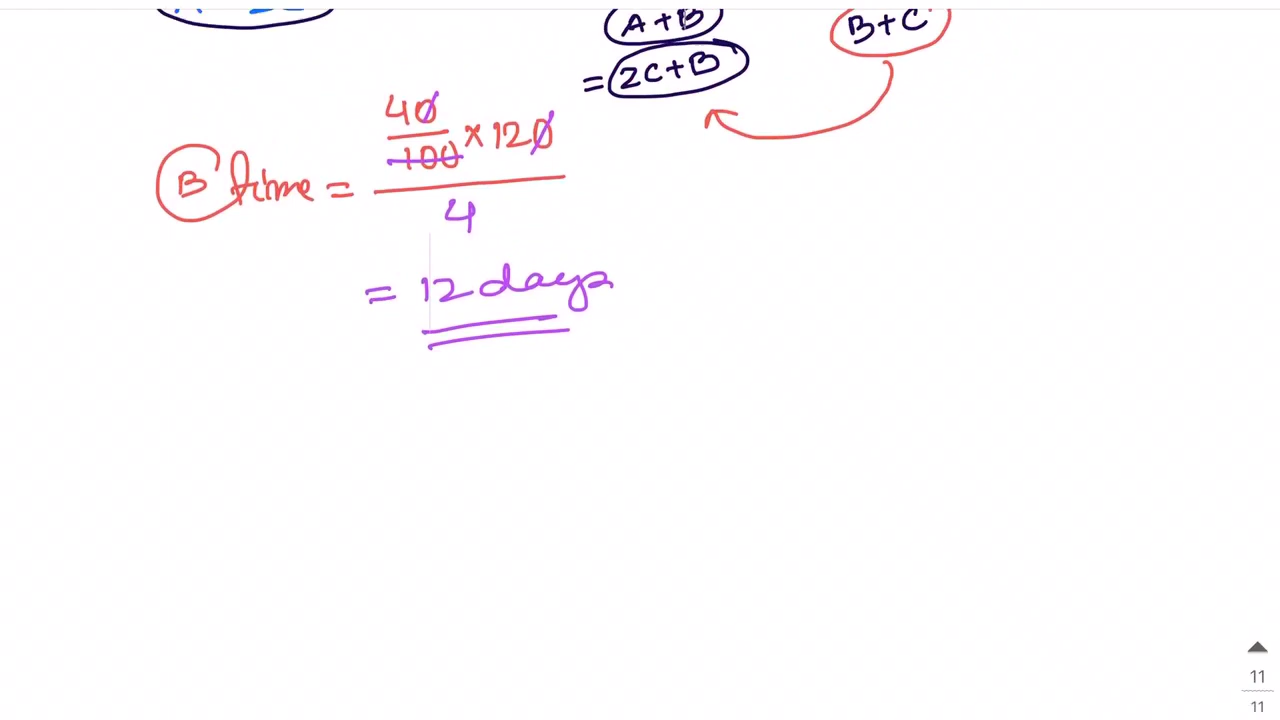 A + B
B + C
= 2C + B
40/100 × 120
B time =
4
= 12 days
11
11